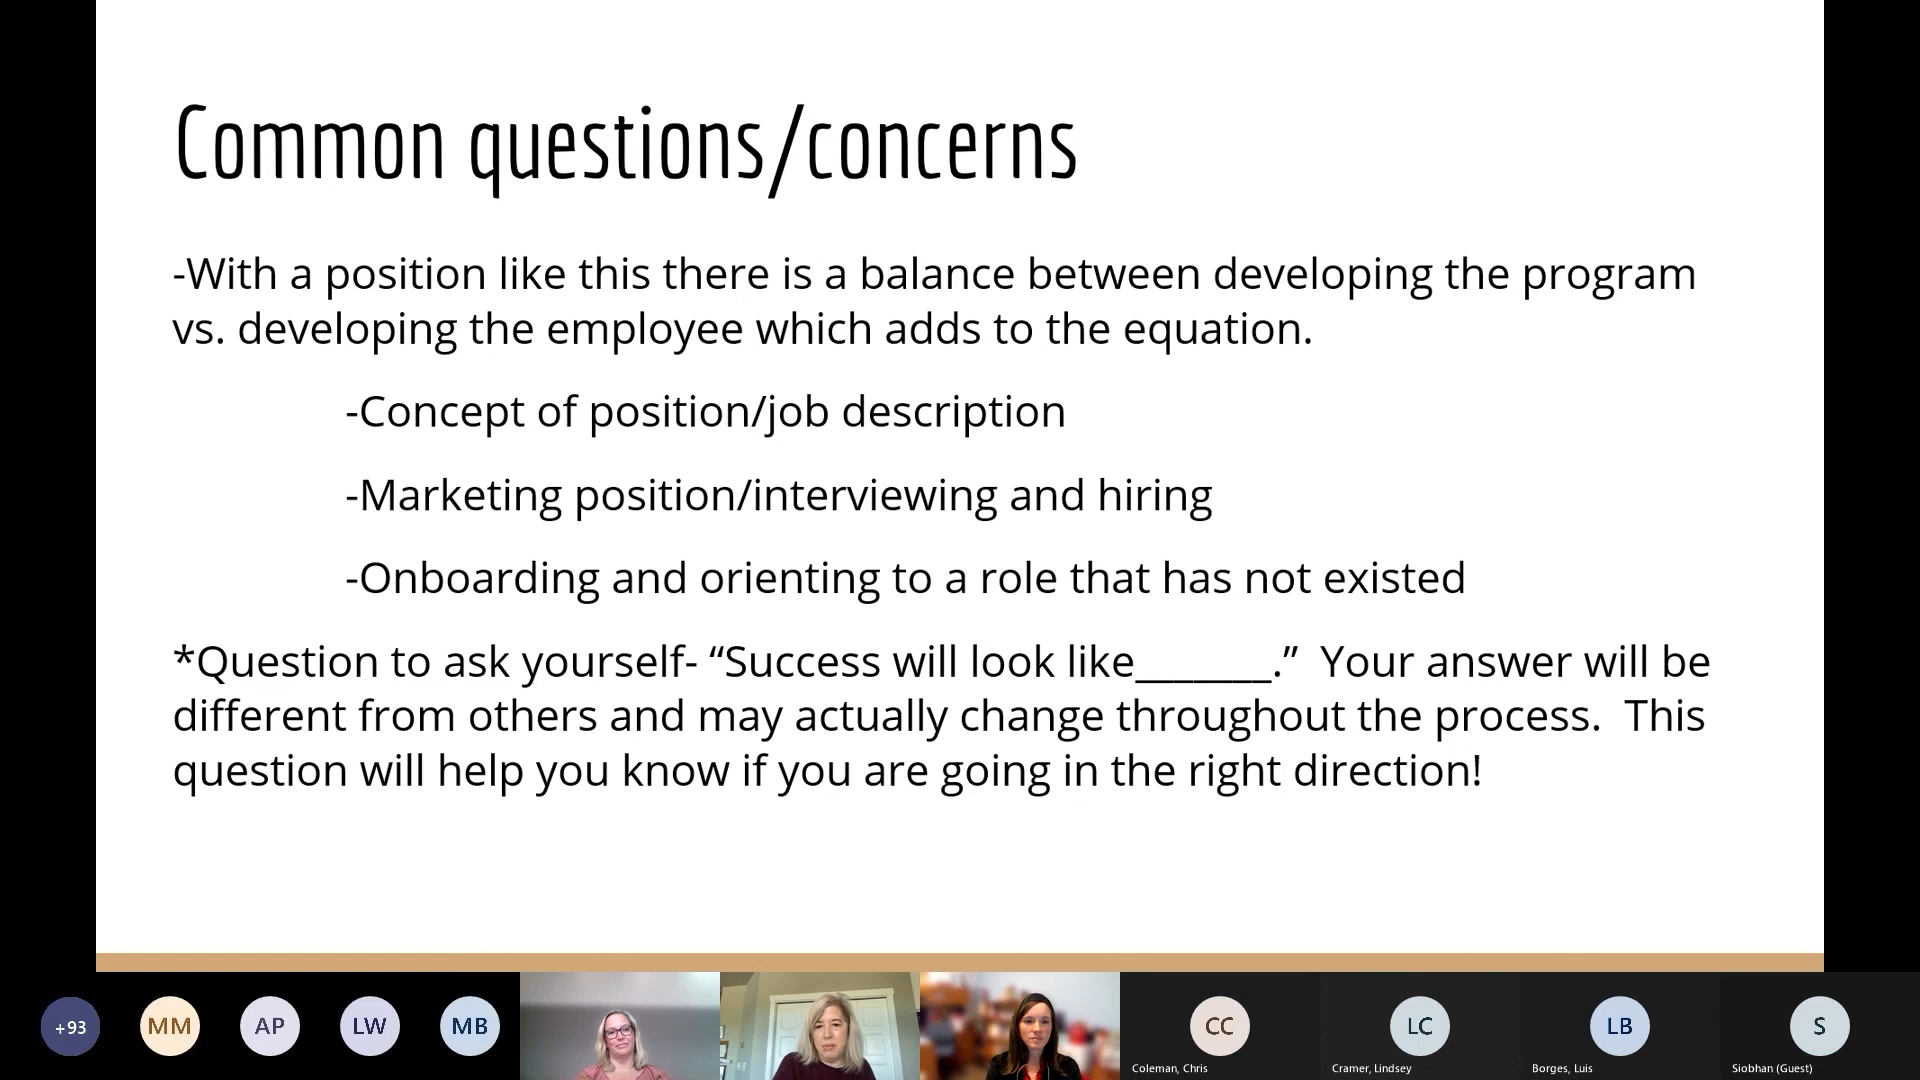 Common questions/concerns
-With a position like this there is a balance between developing the program
vs. developing the employee which adds to the equation.
-Concept of position/job description
-Marketing position/interviewing and hiring
-Onboarding and orienting to a role that has not existed
*Question to ask yourself- “Success will look like_______.”  Your answer will be
different from others and may actually change throughout the process.  This
question will help you know if you are going in the right direction!
+93
MM
AP
LW
MB
CC
LC
LB
S
Coleman, Chris
Cramer, Lindsey
Borges, Luis
Siobhan (Guest)